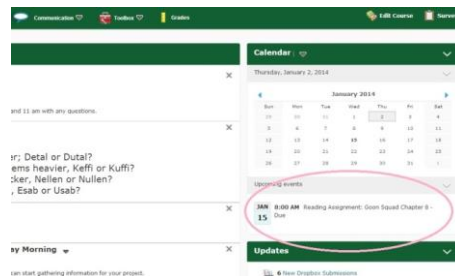 Communication Toolbox Grades Edit Course Surve
Calendar
Thursday, January 2, 2014
January 2014
Sun Mon Tue Wed Thu Fri Sat
29 30 31 1 2 3 4
5 6 7 8 9 10 11
12 13 14 15 16 17 18
19 20 21 22 23 24 25
26 27 28 29 30 31 1
and 11 am with any questions.
er; Detal or Dutal?
ems heavier, Keffi or Kuffi?
cker, Nellen or Nullen?
, Esab or Usab?
Upcoming events
JAN 15 8:00 AM Reading Assignment: Goon Squad Chapter 6 -
Due
ay Morning
Updates
can start gathering information for your project.
6 New Dropbox Submissions